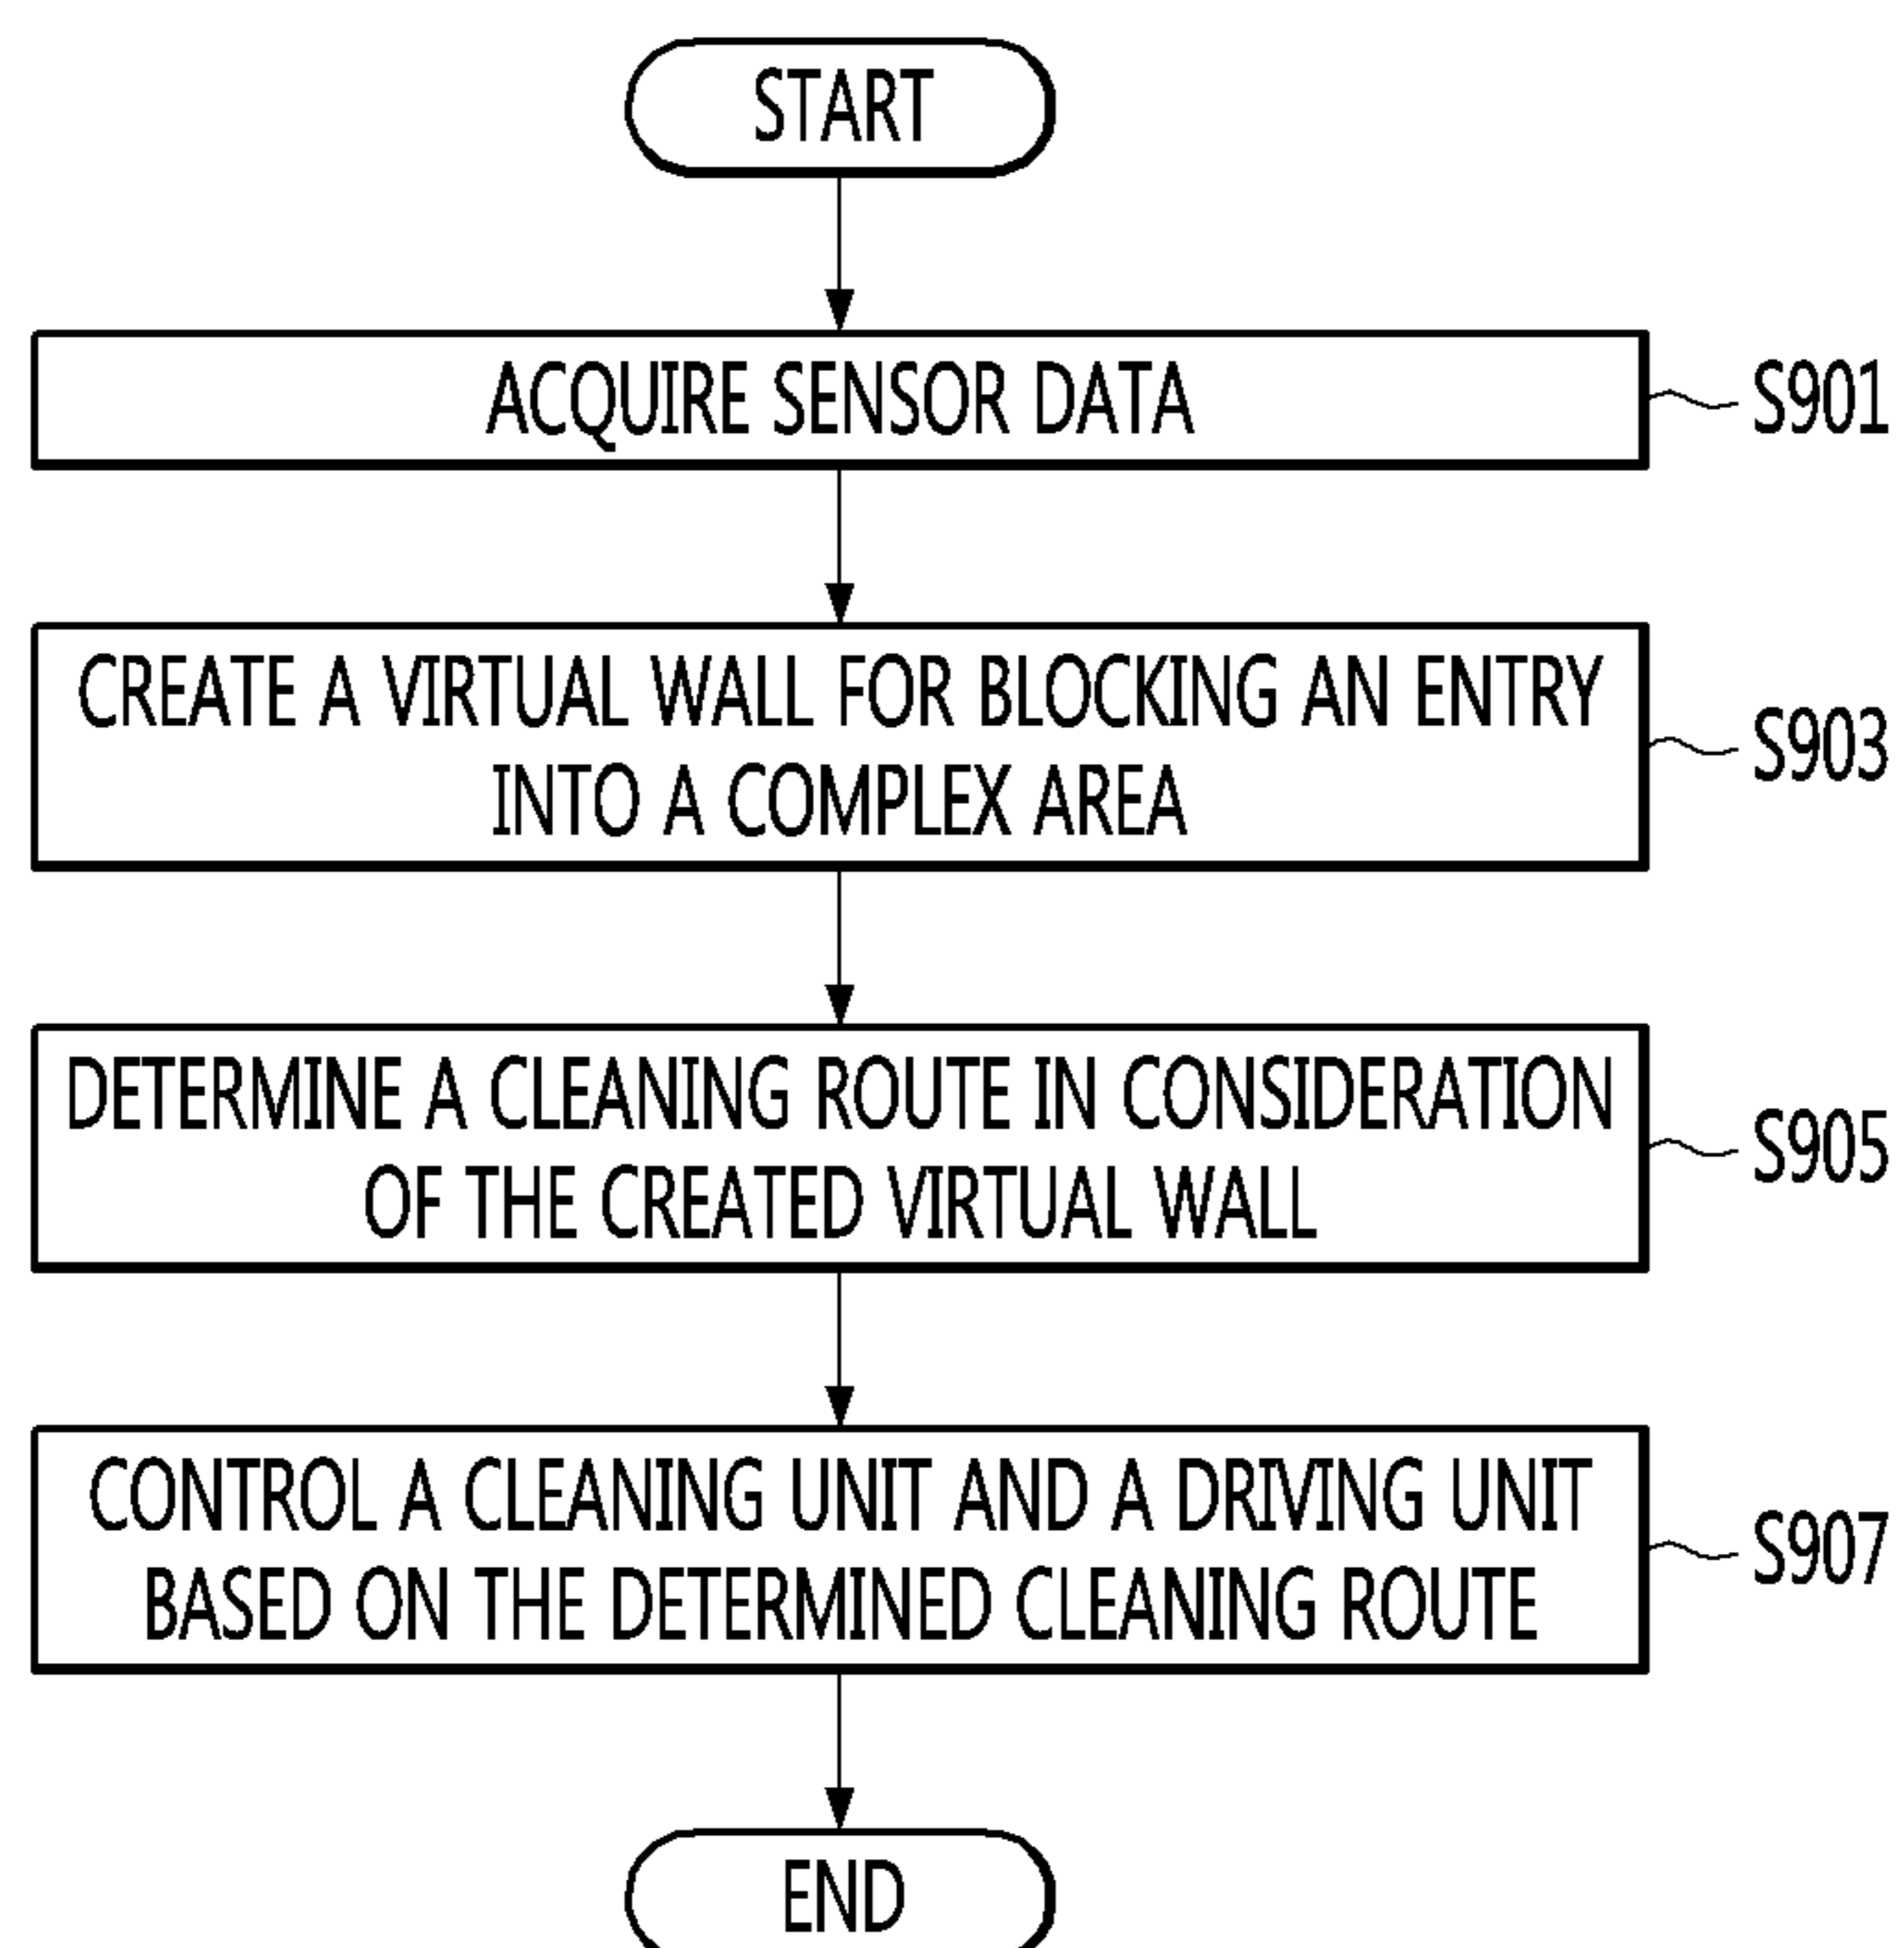 START
ACQUIRE SENSOR DATA
S901
CREATE A VIRTUAL WALL FOR BLOCKING AN ENTRY
INTO A COMPLEX AREA
S903
DETERMINE A CLEANING ROUTE IN CONSIDERATION
OF THE CREATED VIRTUAL WALL
S905
CONTROL A CLEANING UNIT AND A DRIVING UNIT
BASED ON THE DETERMINED CLEANING ROUTE
S907
END